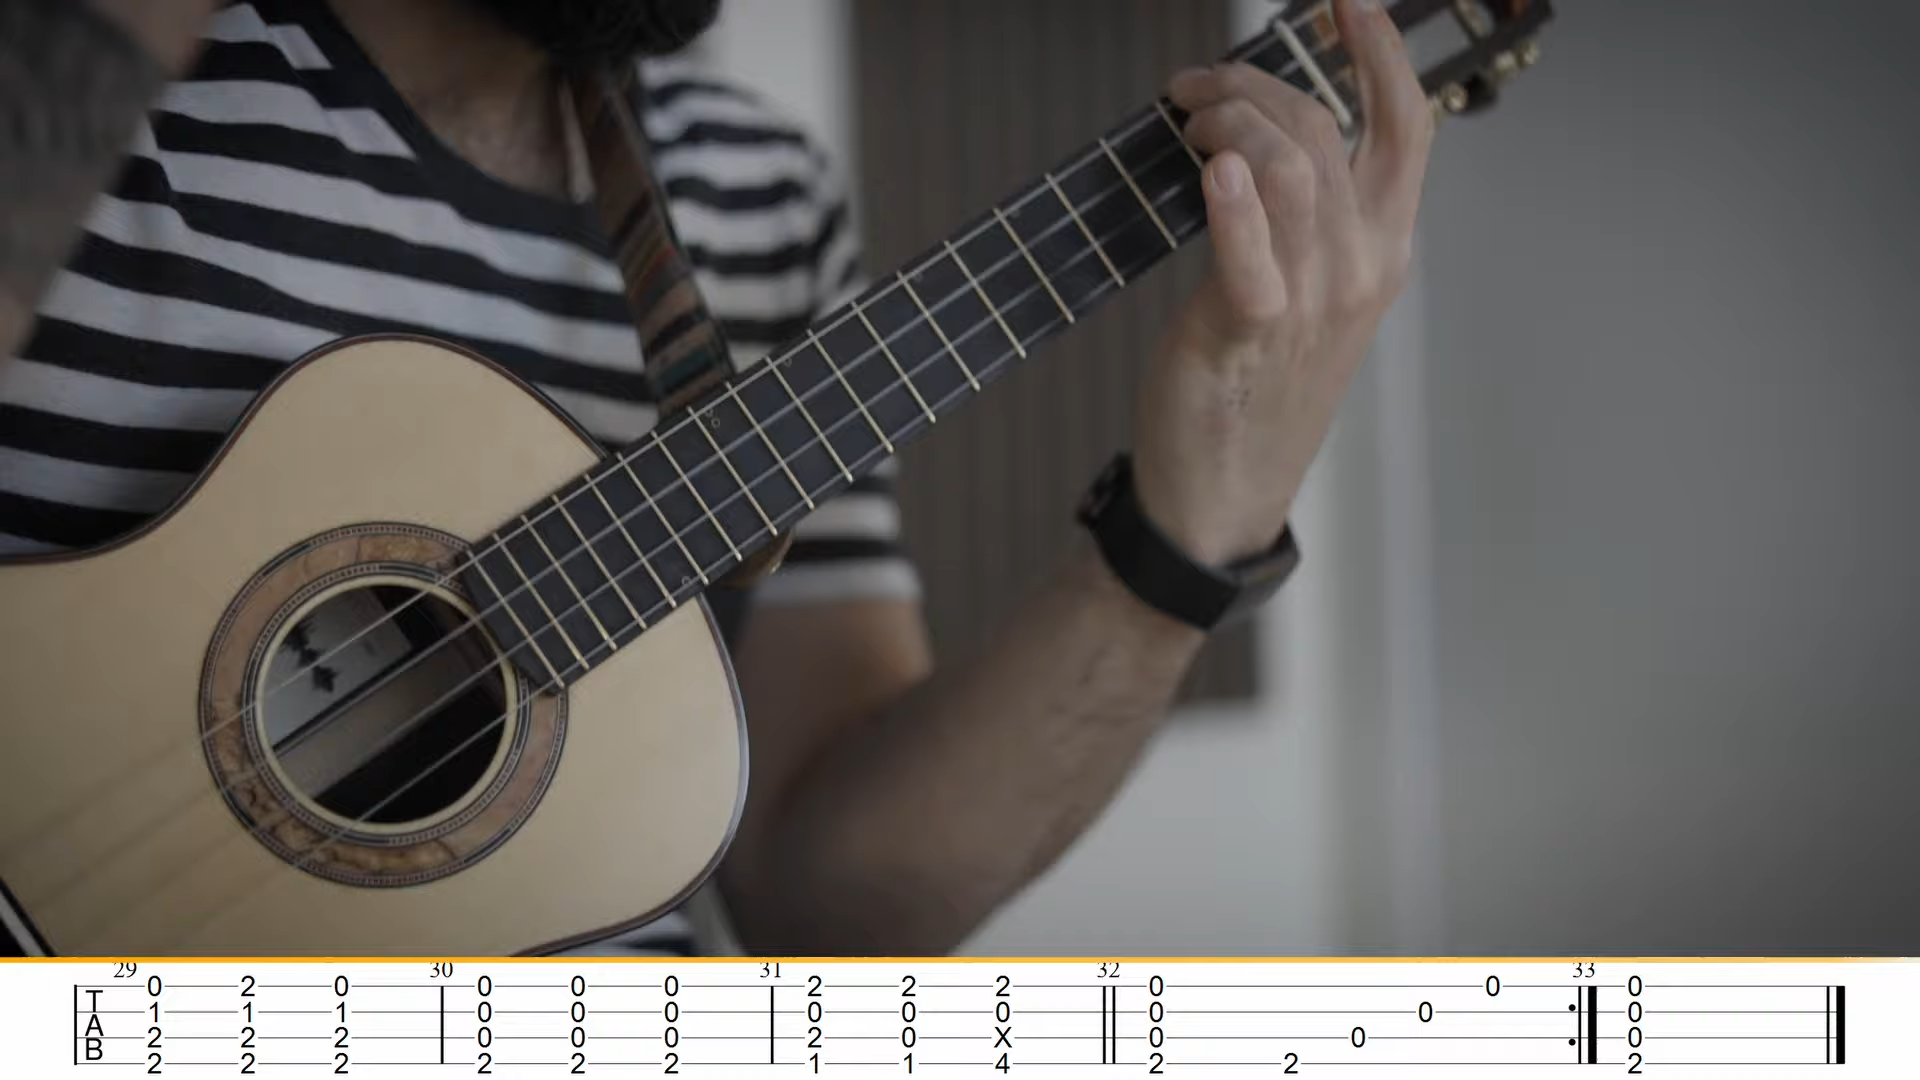 29 30 31 32 33
T 0 2 0 0 0 0 2 2 2 0 0 0
A 1 1 1 0 0 0 0 0 0 0 0 0
B 2 2 2 0 0 0 2 0 X 0 0 0
2 2 2 2 2 2 1 1 4 2 2 2